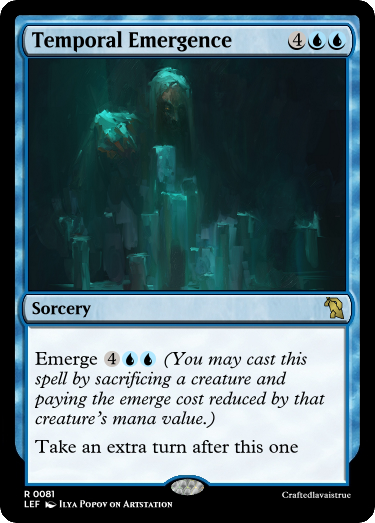 Temporal Emergence 4
Sorcery
Emerge 4 (You may cast this
spell by sacrificing a creature and
paying the emerge cost reduced by that
creature's mana value.)
Take an extra turn after this one
R 0081
LEF Ilya Popov on Artstation
Craftedlavaistrue